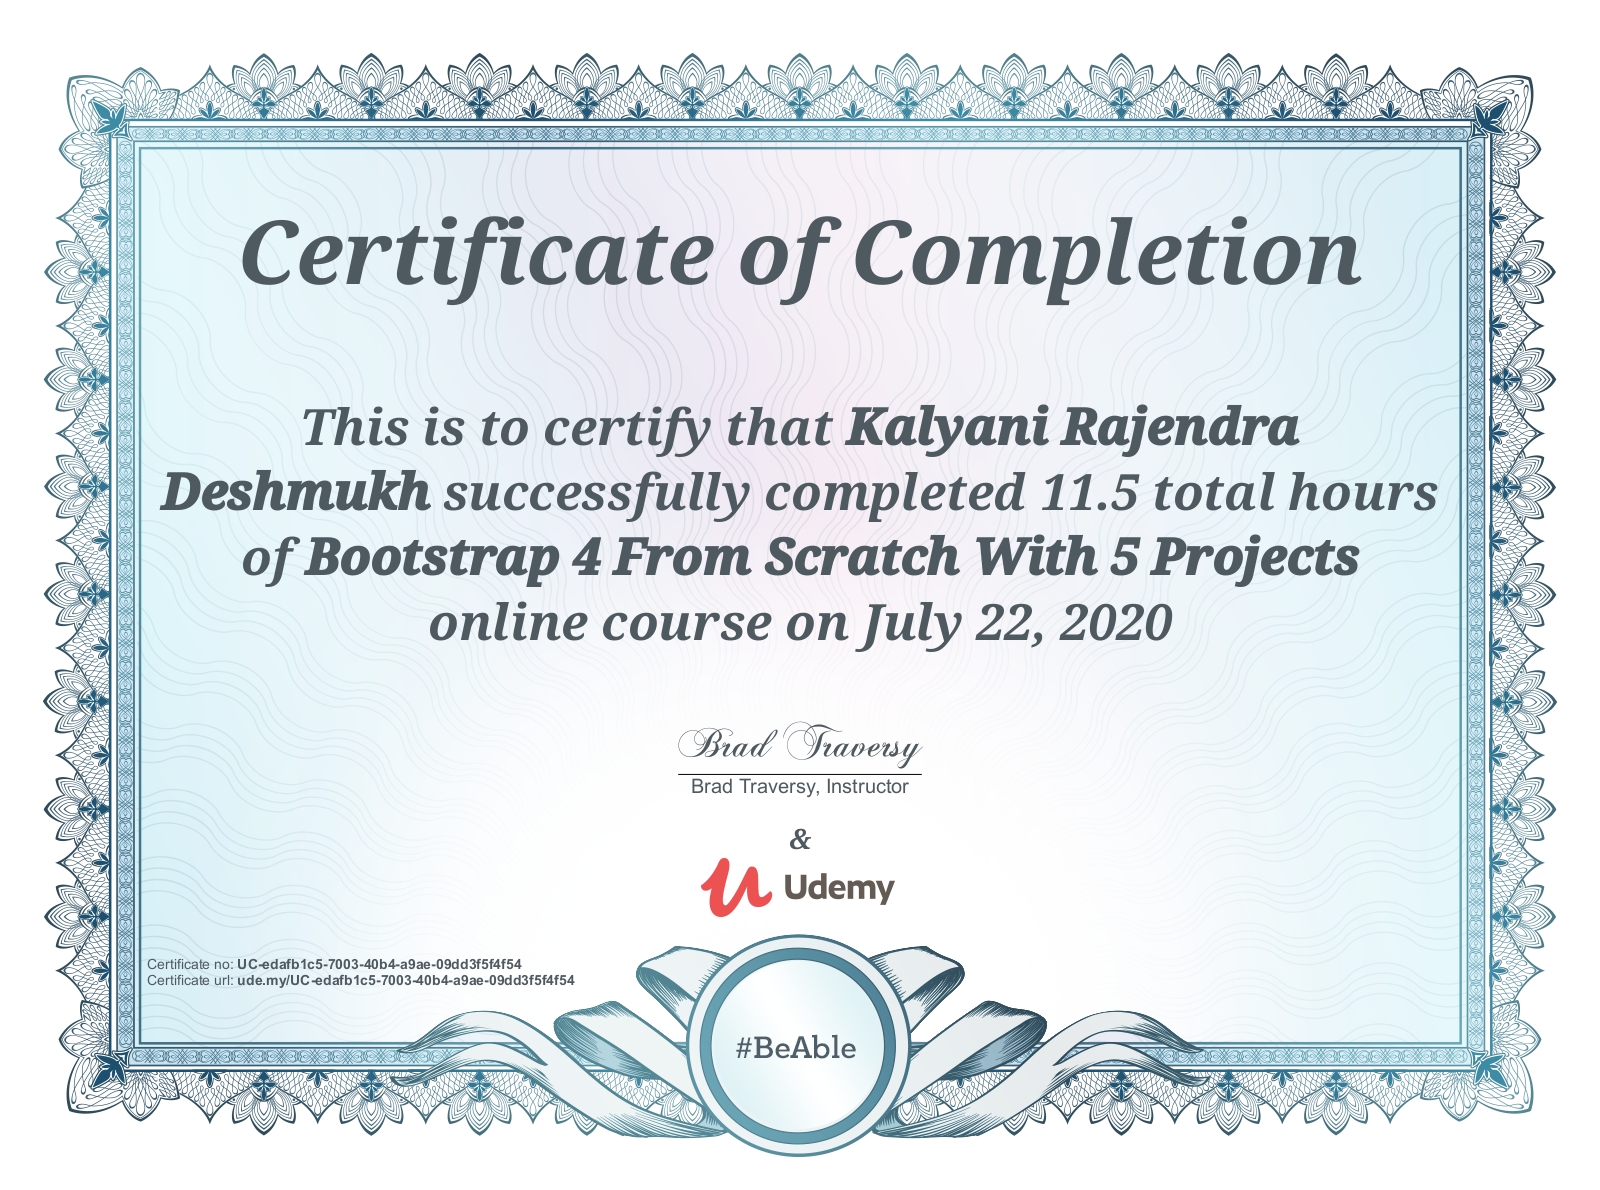 Certificate of Completion
This is to certify that Kalyani Rajendra
Deshmukh successfully completed 11.5 total hours
of Bootstrap 4 From Scratch With 5 Projects
online course on July 22, 2020
Brad Traversy
Brad Traversy, Instructor
&
Udemy
Certificate no: UC-edafb1c5-7003-40b4-a9ae-09dd3f5f4f54
Certificate url: ude.my/UC-edafb1c5-7003-40b4-a9ae-09dd3f5f4f54
#BeAble